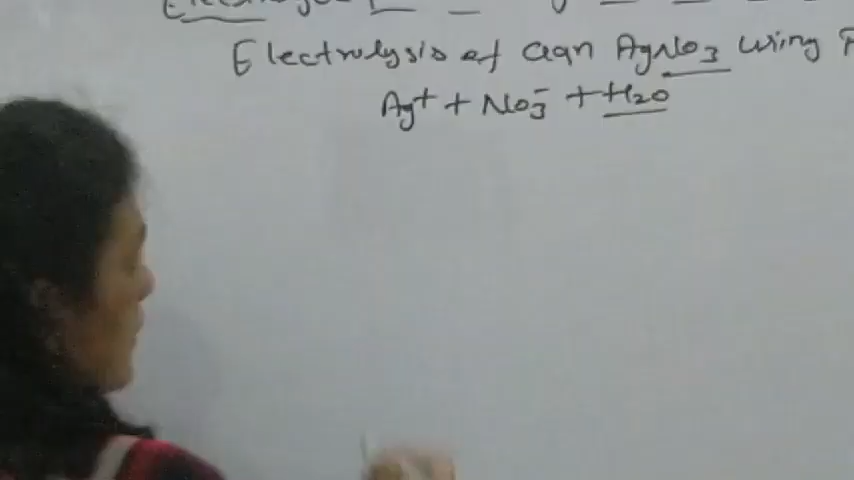 Electrolysis of aqn AgNO3 using
Ag+ + NO3- + H2O